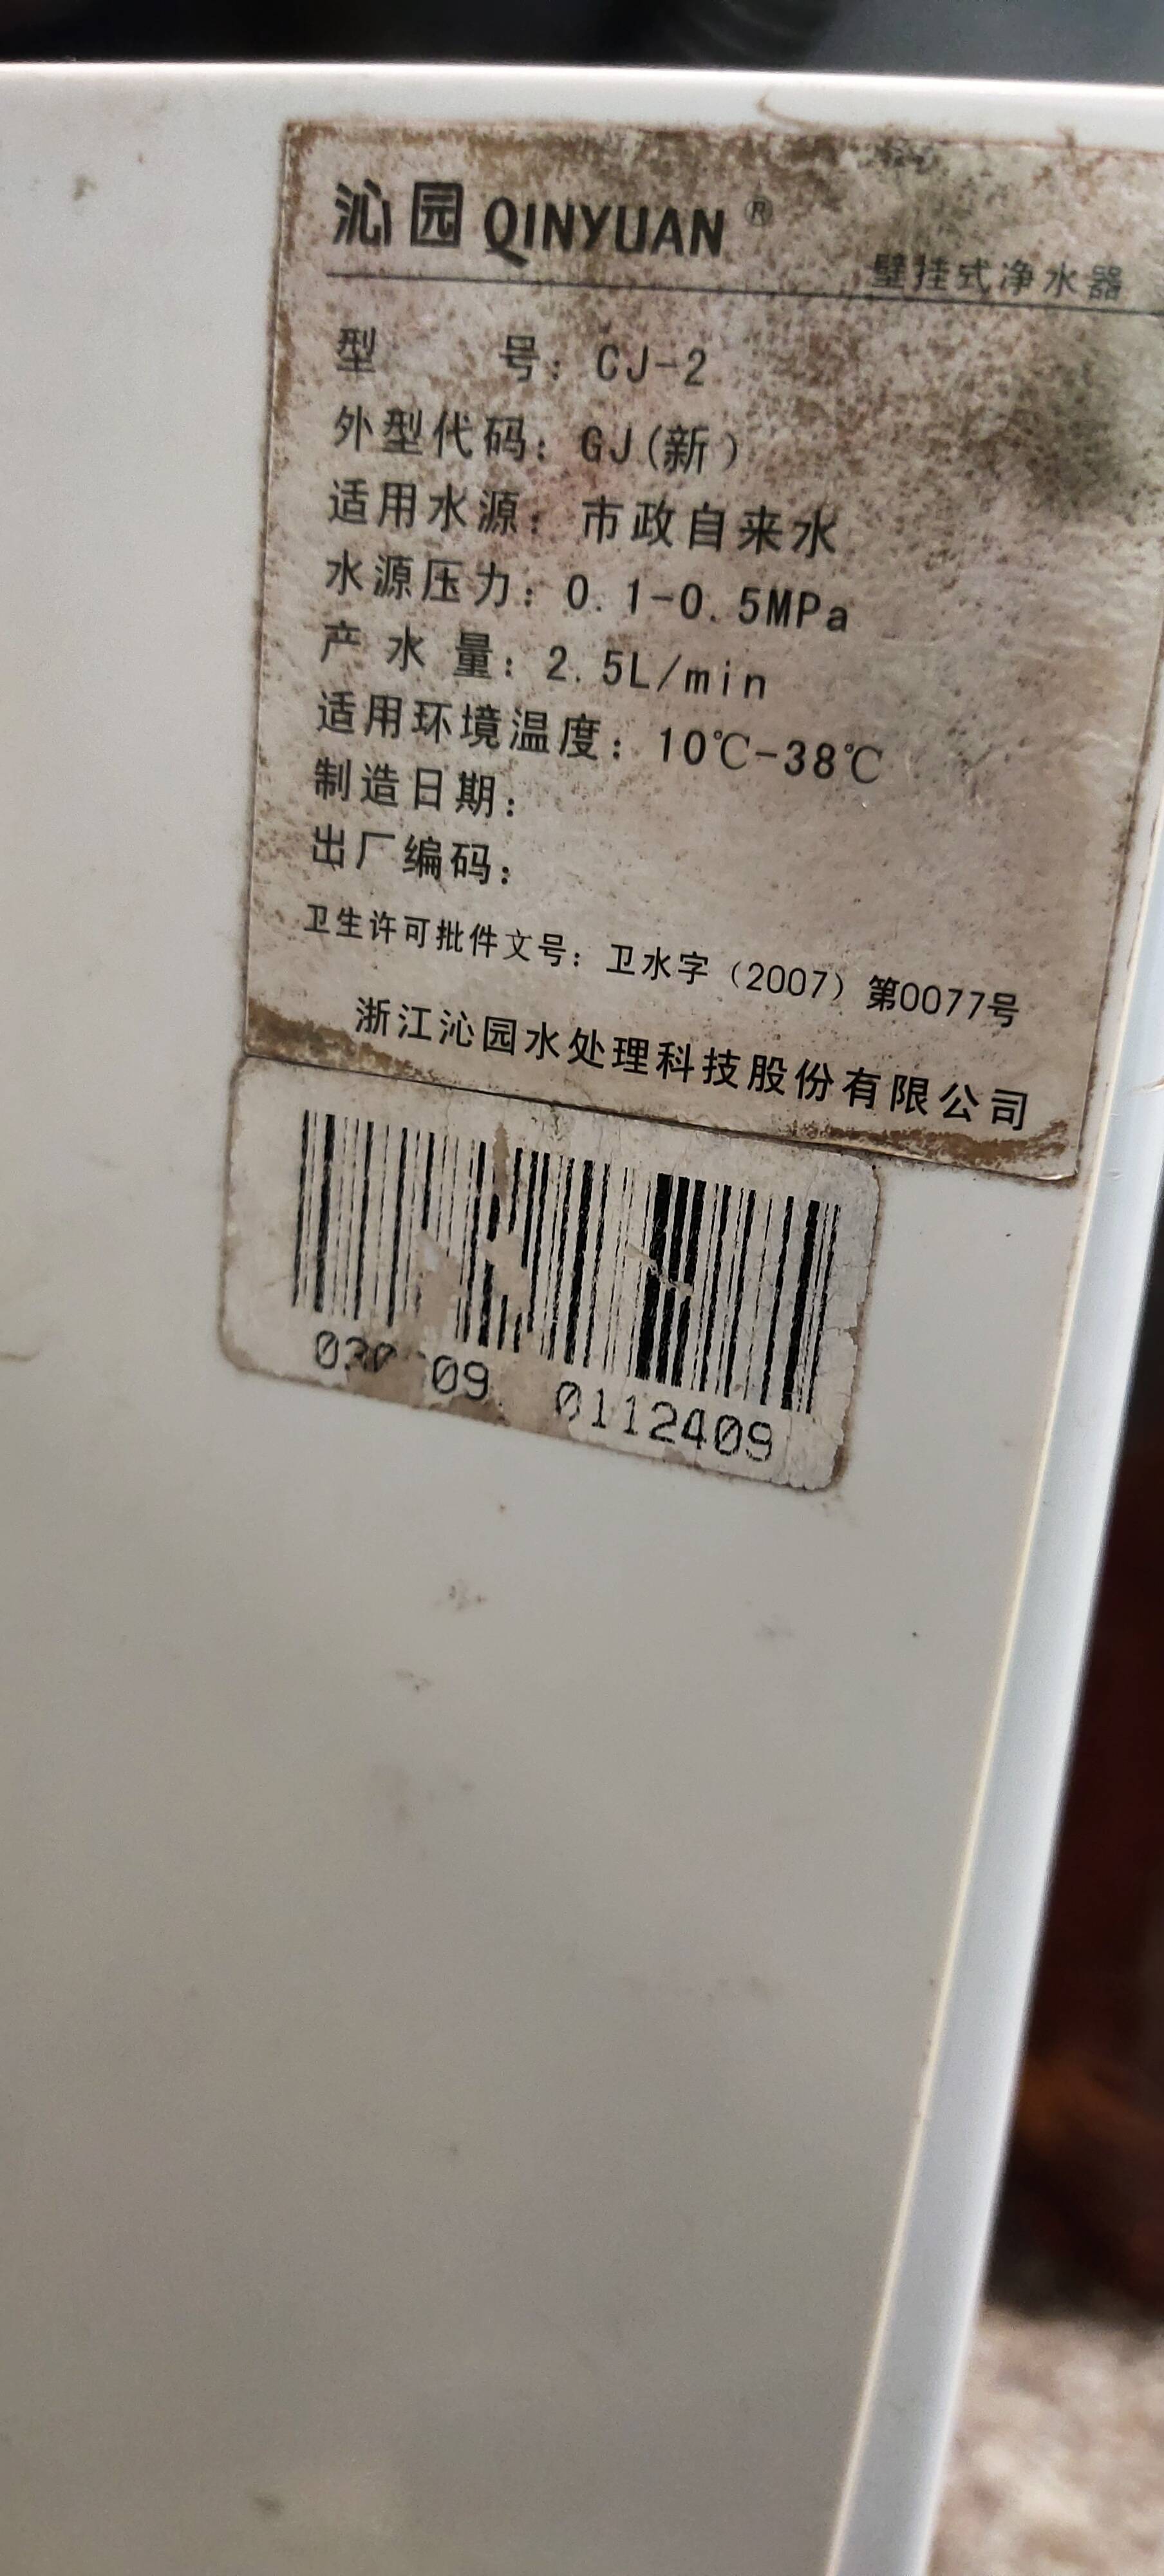 沁园 QINYUAN ®
壁挂式净水器
型 号：CJ-2
外型代码：GJ(新）
适用水源：市政自来水
水源压力：0.1-0.5MPa
产 水 量：2.5L/min
适用环境温度：10℃-38℃
制造日期：
出厂编码：
卫生许可批件文号：卫水字（2007）第0077号
浙江沁园水处理科技股份有限公司
09 0112409